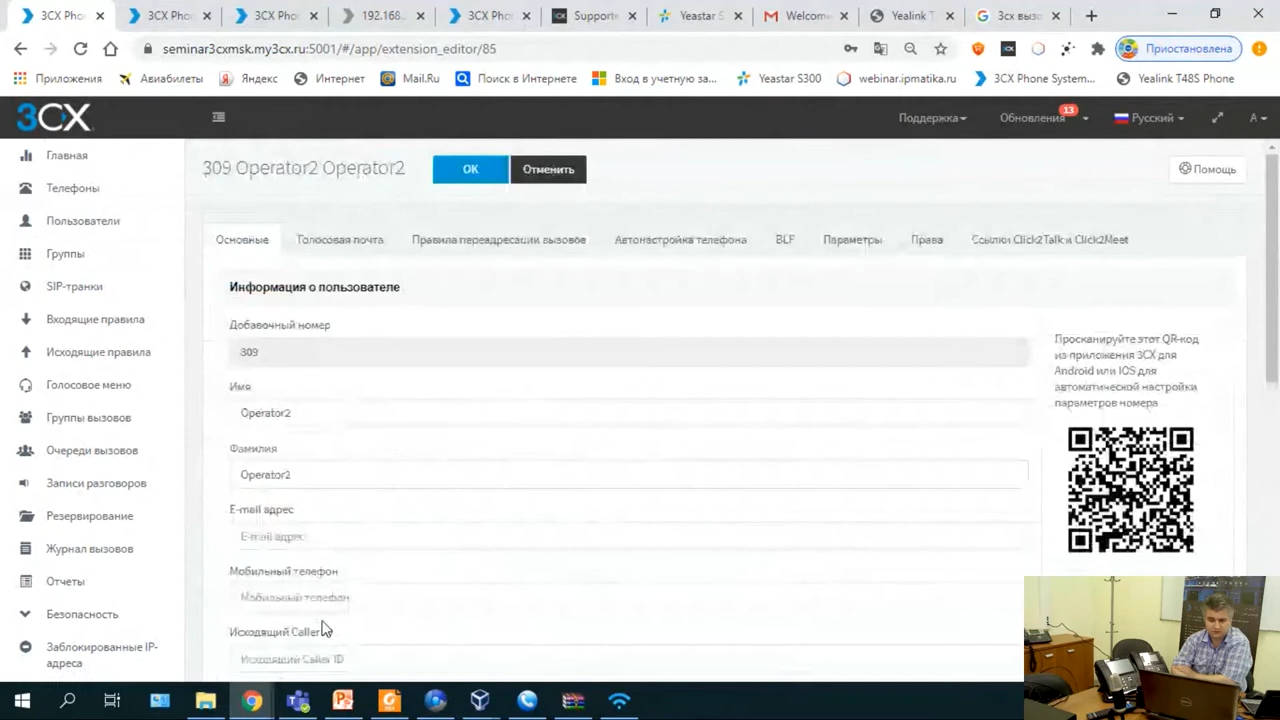 3CX Pho
3CX Pho
3CX Pho
192.168.
3CX Pho
Supporte
Yeastar S
Welcome
Yealink T
3cx вызо
seminar3cxmsk.my3cx.ru:5001/#/app/extension_editor/85
Приостановлена
Приложения
Авиабилеты
Яндекс
Интернет
Mail.Ru
Поиск в Интернете
Вход в учетную за...
Yeastar S300
webinar.ipmatika.ru
3CX Phone System...
Yealink T48S Phone
3CX
Поддержка
Обновления
13
Русский
A
Главная
Телефоны
Пользователи
Группы
SIP-транки
Входящие правила
Исходящие правила
Голосовое меню
Группы вызовов
Очереди вызовов
Записи разговоров
Резервирование
Журнал вызовов
Отчеты
Безопасность
Заблокированные IP-
адреса
309 Operator2 Operator2
OK
Отменить
Помощь
Основные
Голосовая почта
Правила переадресации вызовов
Автонастройка телефона
BLF
Параметры
Права
Ссылки Click2Talk и Click2Meet
Информация о пользователе
Добавочный номер
309
Имя
Operator2
Фамилия
Operator2
E-mail адрес
E-mail адрес
Мобильный телефон
Мобильный телефон
Исходящий Caller
Исходящий Caller ID
Просканируйте этот QR-код
из приложения 3CX для
Android или IOS для
автоматической настройки
параметров номера